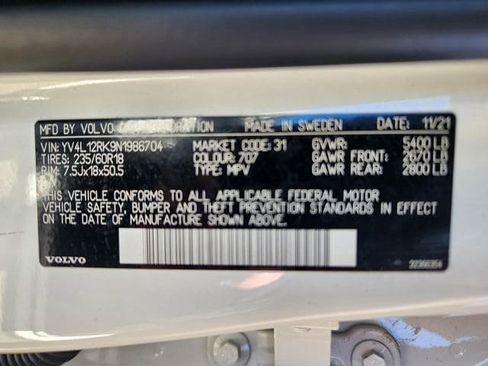 MFD BY VOLVO CAR CORPORATION MADE IN SWEDEN DATE: 11/21
VIN: YV4L12RK9N1986704 MARKET CODE: 31 GVWR: 5400 LB
TIRES: 235/60R18 COLOUR: 707 GAWR FRONT: 2670 LB
RIM: 7.5Jx18x50.5 TYPE: MPV GAWR REAR: 2800 LB
THIS VEHICLE CONFORMS TO ALL APPLICABLE FEDERAL MOTOR
VEHICLE SAFETY, BUMPER AND THEFT PREVENTION STANDARDS IN EFFECT
ON THE DATE OF MANUFACTURE SHOWN ABOVE.
VOLVO